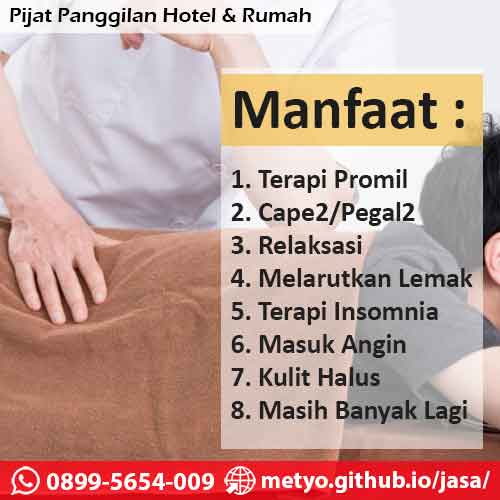 Pijat Panggilan Hotel & Rumah
Manfaat :
1. Terapi Promil
2. Cape2/Pegal2
3. Relaksasi
4. Melarutkan Lemak
5. Terapi Insomnia
6. Masuk Angin
7. Kulit Halus
8. Masih Banyak Lagi
0899-5654-009 metyo.github.io/jasa/